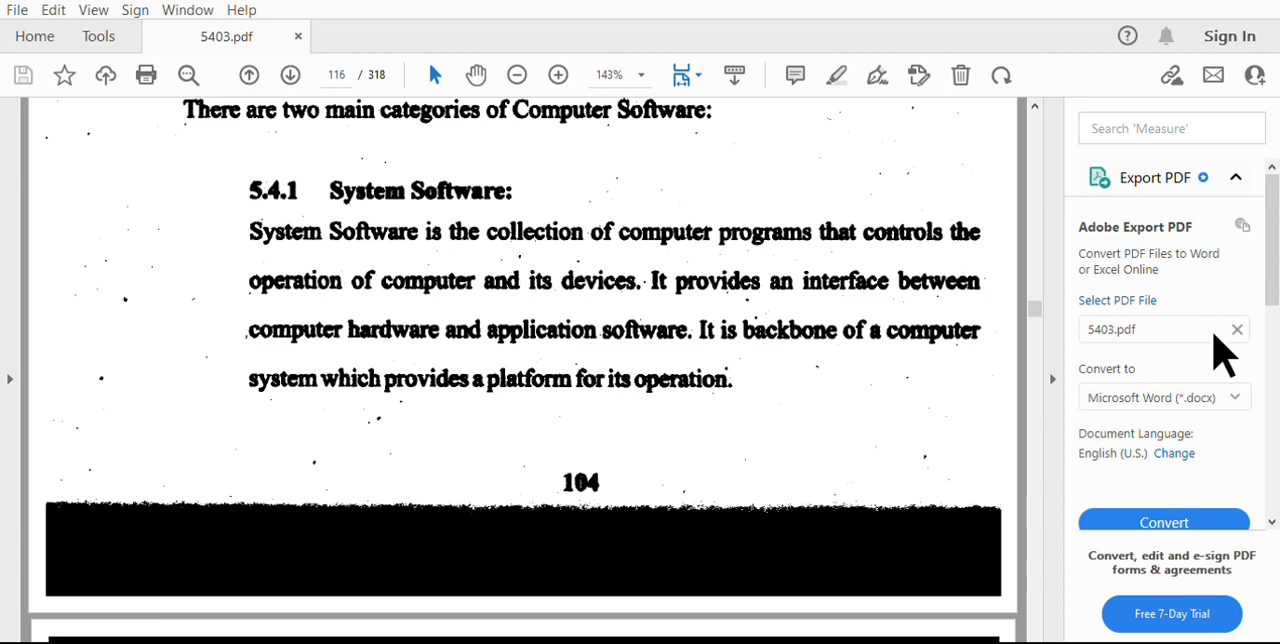 File Edit View Sign Window Help
Home Tools 5403.pdf × Sign In
116 / 318 143%
There are two main categories of Computer Software:
5.4.1 System Software:
System Software is the collection of computer programs that controls the
operation of computer and its devices. It provides an interface between
computer hardware and application software. It is backbone of a computer
system which provides a platform for its operation.
104
Search 'Measure'
Export PDF
Adobe Export PDF
Convert PDF Files to Word
or Excel Online
Select PDF File
5403.pdf
Convert to
Microsoft Word (*.docx)
Document Language:
English (U.S.) Change
Convert
Convert, edit and e-sign PDF
forms & agreements
Free 7-Day Trial